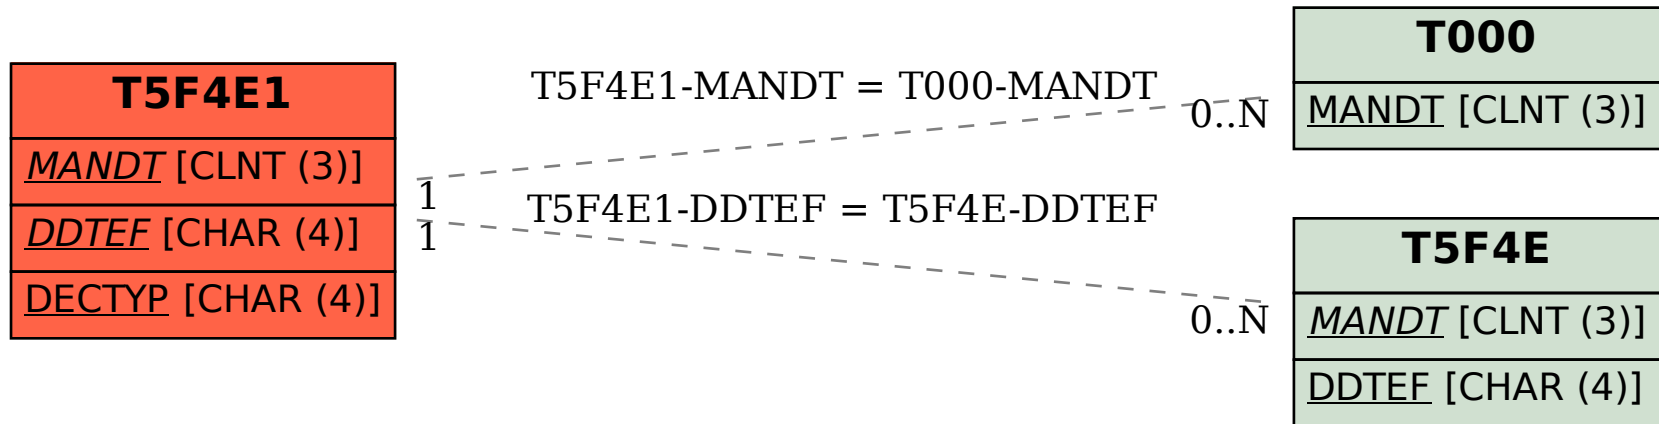 T5F4E1
MANDT [CLNT (3)]
DDTEF [CHAR (4)]
DECTYP [CHAR (4)]
T5F4E1-MANDT = T000-MANDT
0..N
1
T5F4E1-DDTEF = T5F4E-DDTEF
1
0..N
T000
MANDT [CLNT (3)]
T5F4E
MANDT [CLNT (3)]
DDTEF [CHAR (4)]